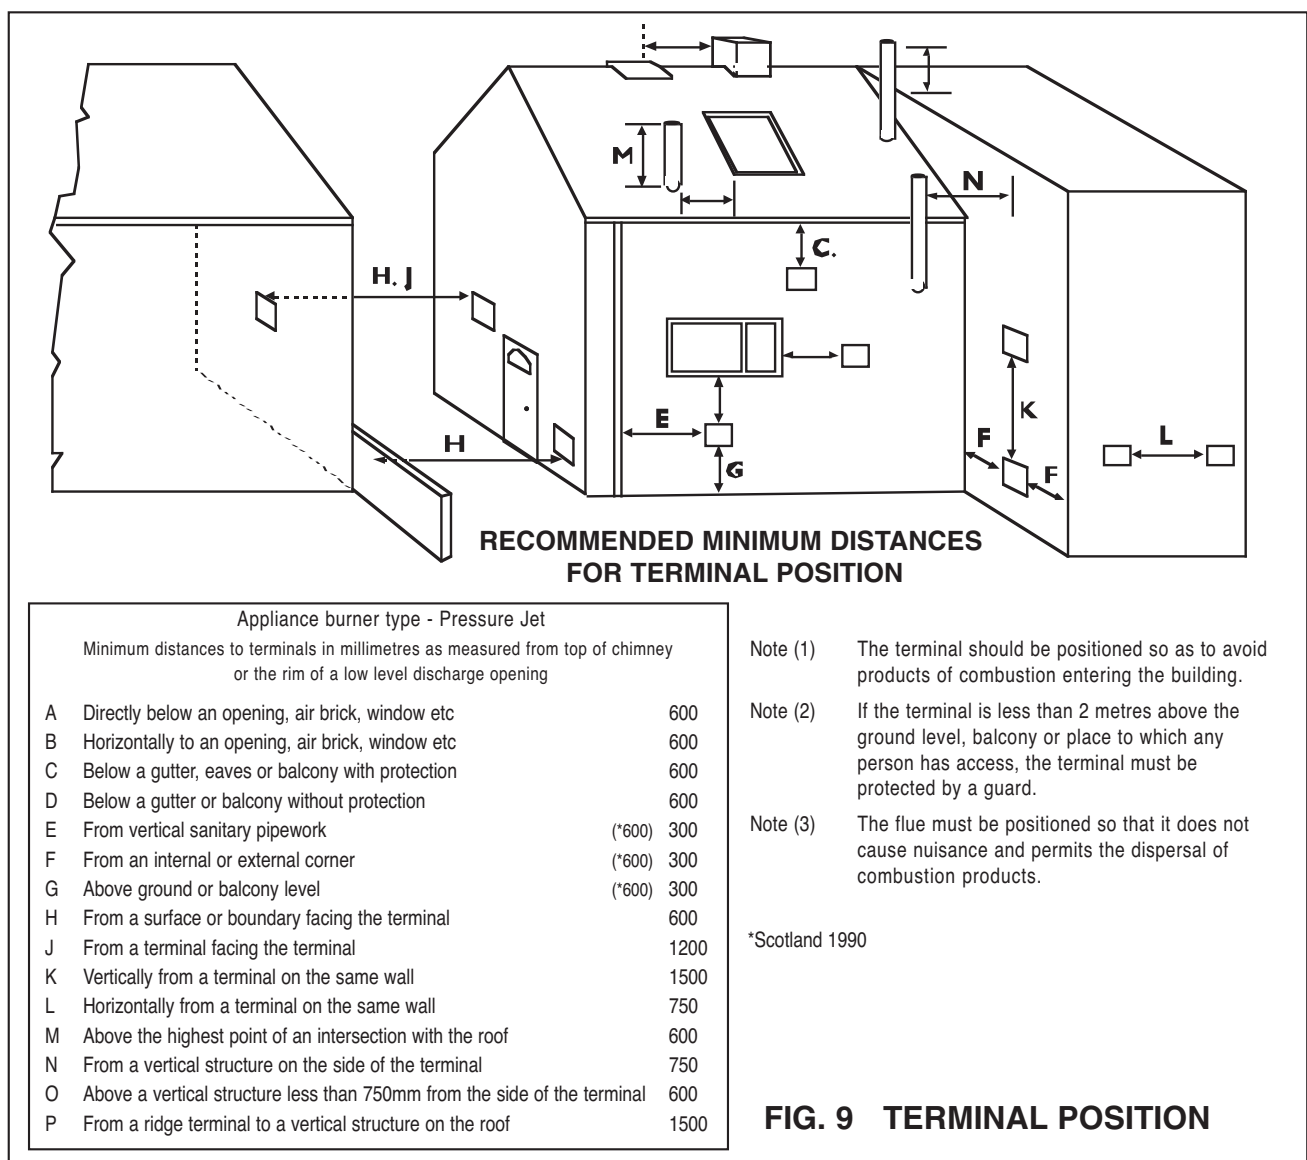 M
N
C.
H. J
E
K
F
L
H
G
F
RECOMMENDED MINIMUM DISTANCES
FOR TERMINAL POSITION
Appliance burner type - Pressure Jet
Minimum distances to terminals in millimetres as measured from top of chimney
or the rim of a low level discharge opening
A Directly below an opening, air brick, window etc 600
B Horizontally to an opening, air brick, window etc 600
C Below a gutter, eaves or balcony with protection 600
D Below a gutter or balcony without protection 600
E From vertical sanitary pipework (*600) 300
F From an internal or external corner (*600) 300
G Above ground or balcony level (*600) 300
H From a surface or boundary facing the terminal 600
J From a terminal facing the terminal 1200
K Vertically from a terminal on the same wall 1500
L Horizontally from a terminal on the same wall 750
M Above the highest point of an intersection with the roof 600
N From a vertical structure on the side of the terminal 750
O Above a vertical structure less than 750mm from the side of the terminal 600
P From a ridge terminal to a vertical structure on the roof 1500
Note (1) The terminal should be positioned so as to avoid
products of combustion entering the building.
Note (2) If the terminal is less than 2 metres above the
ground level, balcony or place to which any
person has access, the terminal must be
protected by a guard.
Note (3) The flue must be positioned so that it does not
cause nuisance and permits the dispersal of
combustion products.
*Scotland 1990
FIG. 9 TERMINAL POSITION